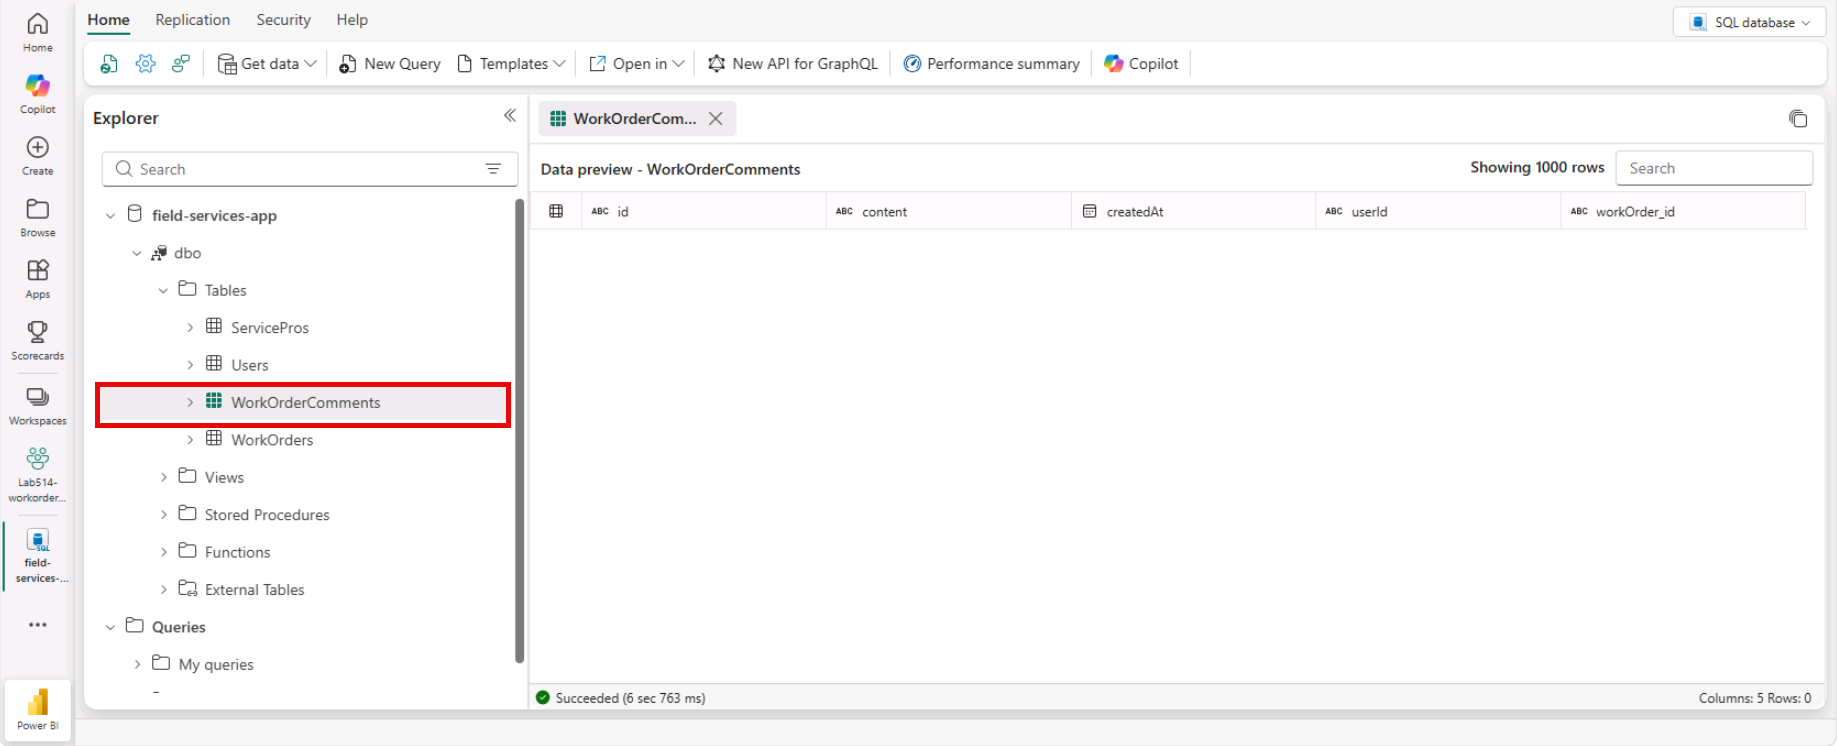 Home
Replication
Security
Help
SQL database
Get data
New Query
Templates
Open in
New API for GraphQL
Performance summary
Copilot
Home
Copilot
Create
Browse
Apps
Scorecards
Workspaces
Lab514-
workorder...
field-
services-...
Power BI
Explorer
Search
field-services-app
dbo
Tables
ServicePros
Users
WorkOrderComments
WorkOrders
Views
Stored Procedures
Functions
External Tables
Queries
My queries
WorkOrderCom...
Data preview - WorkOrderComments
Showing 1000 rows
Search
ABC id
ABC content
createdAt
ABC userId
ABC workOrder_id
Succeeded (6 sec 763 ms)
Columns: 5 Rows: 0